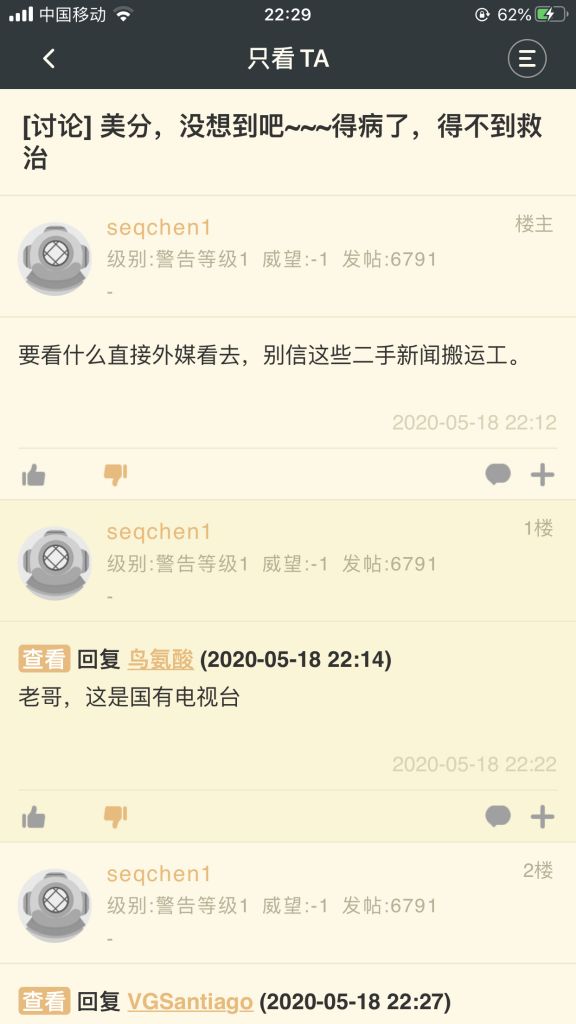 中国移动 22:29 62%
只看TA
[讨论] 美分，没想到吧~~~得病了，得不到救
治
seqchen1 楼主
级别:警告等级1 威望:-1 发帖:6791
-
要看什么直接外媒看去，别信这些二手新闻搬运工。
2020-05-18 22:12
seqchen1 1楼
级别:警告等级1 威望:-1 发帖:6791
-
查看 回复 鸟氨酸 (2020-05-18 22:14)
老哥，这是国有电视台
2020-05-18 22:22
seqchen1 2楼
级别:警告等级1 威望:-1 发帖:6791
-
查看 回复 VGSantiago (2020-05-18 22:27)